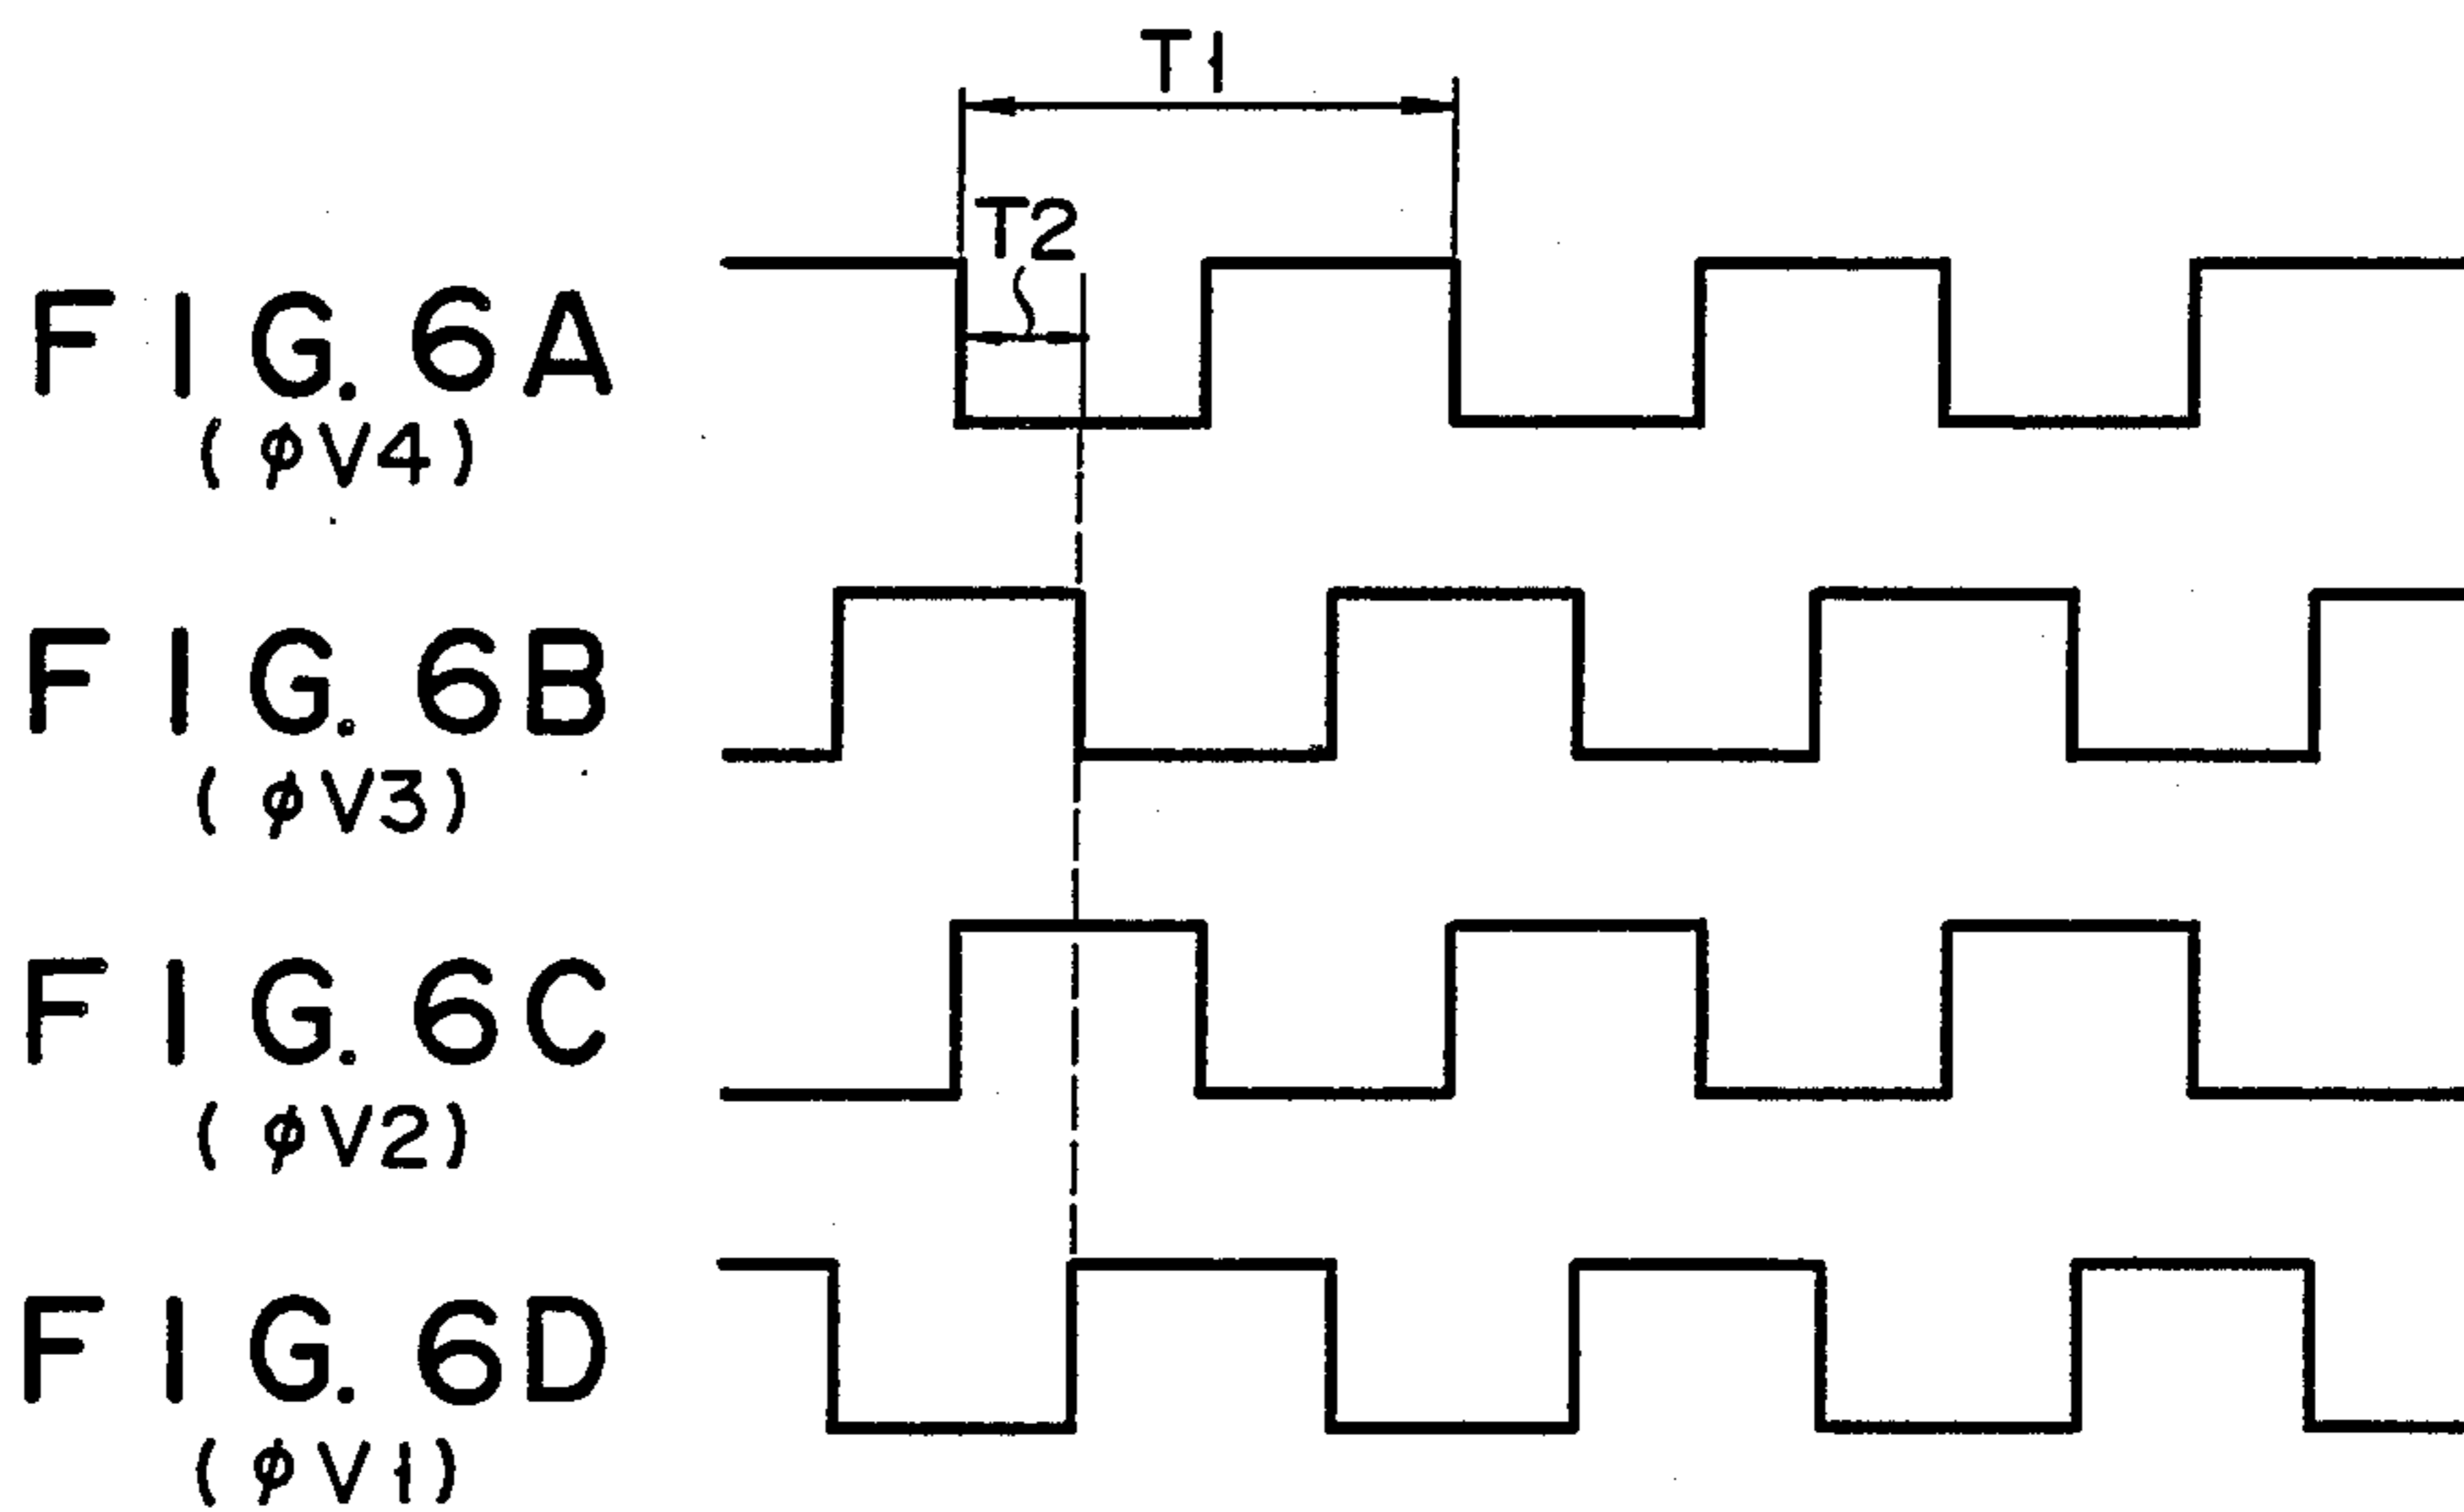 T1
T2
FIG. 6A
(φV4)
FIG. 6B
(φV3)
FIG. 6C
(φV2)
FIG. 6D
(φV1)